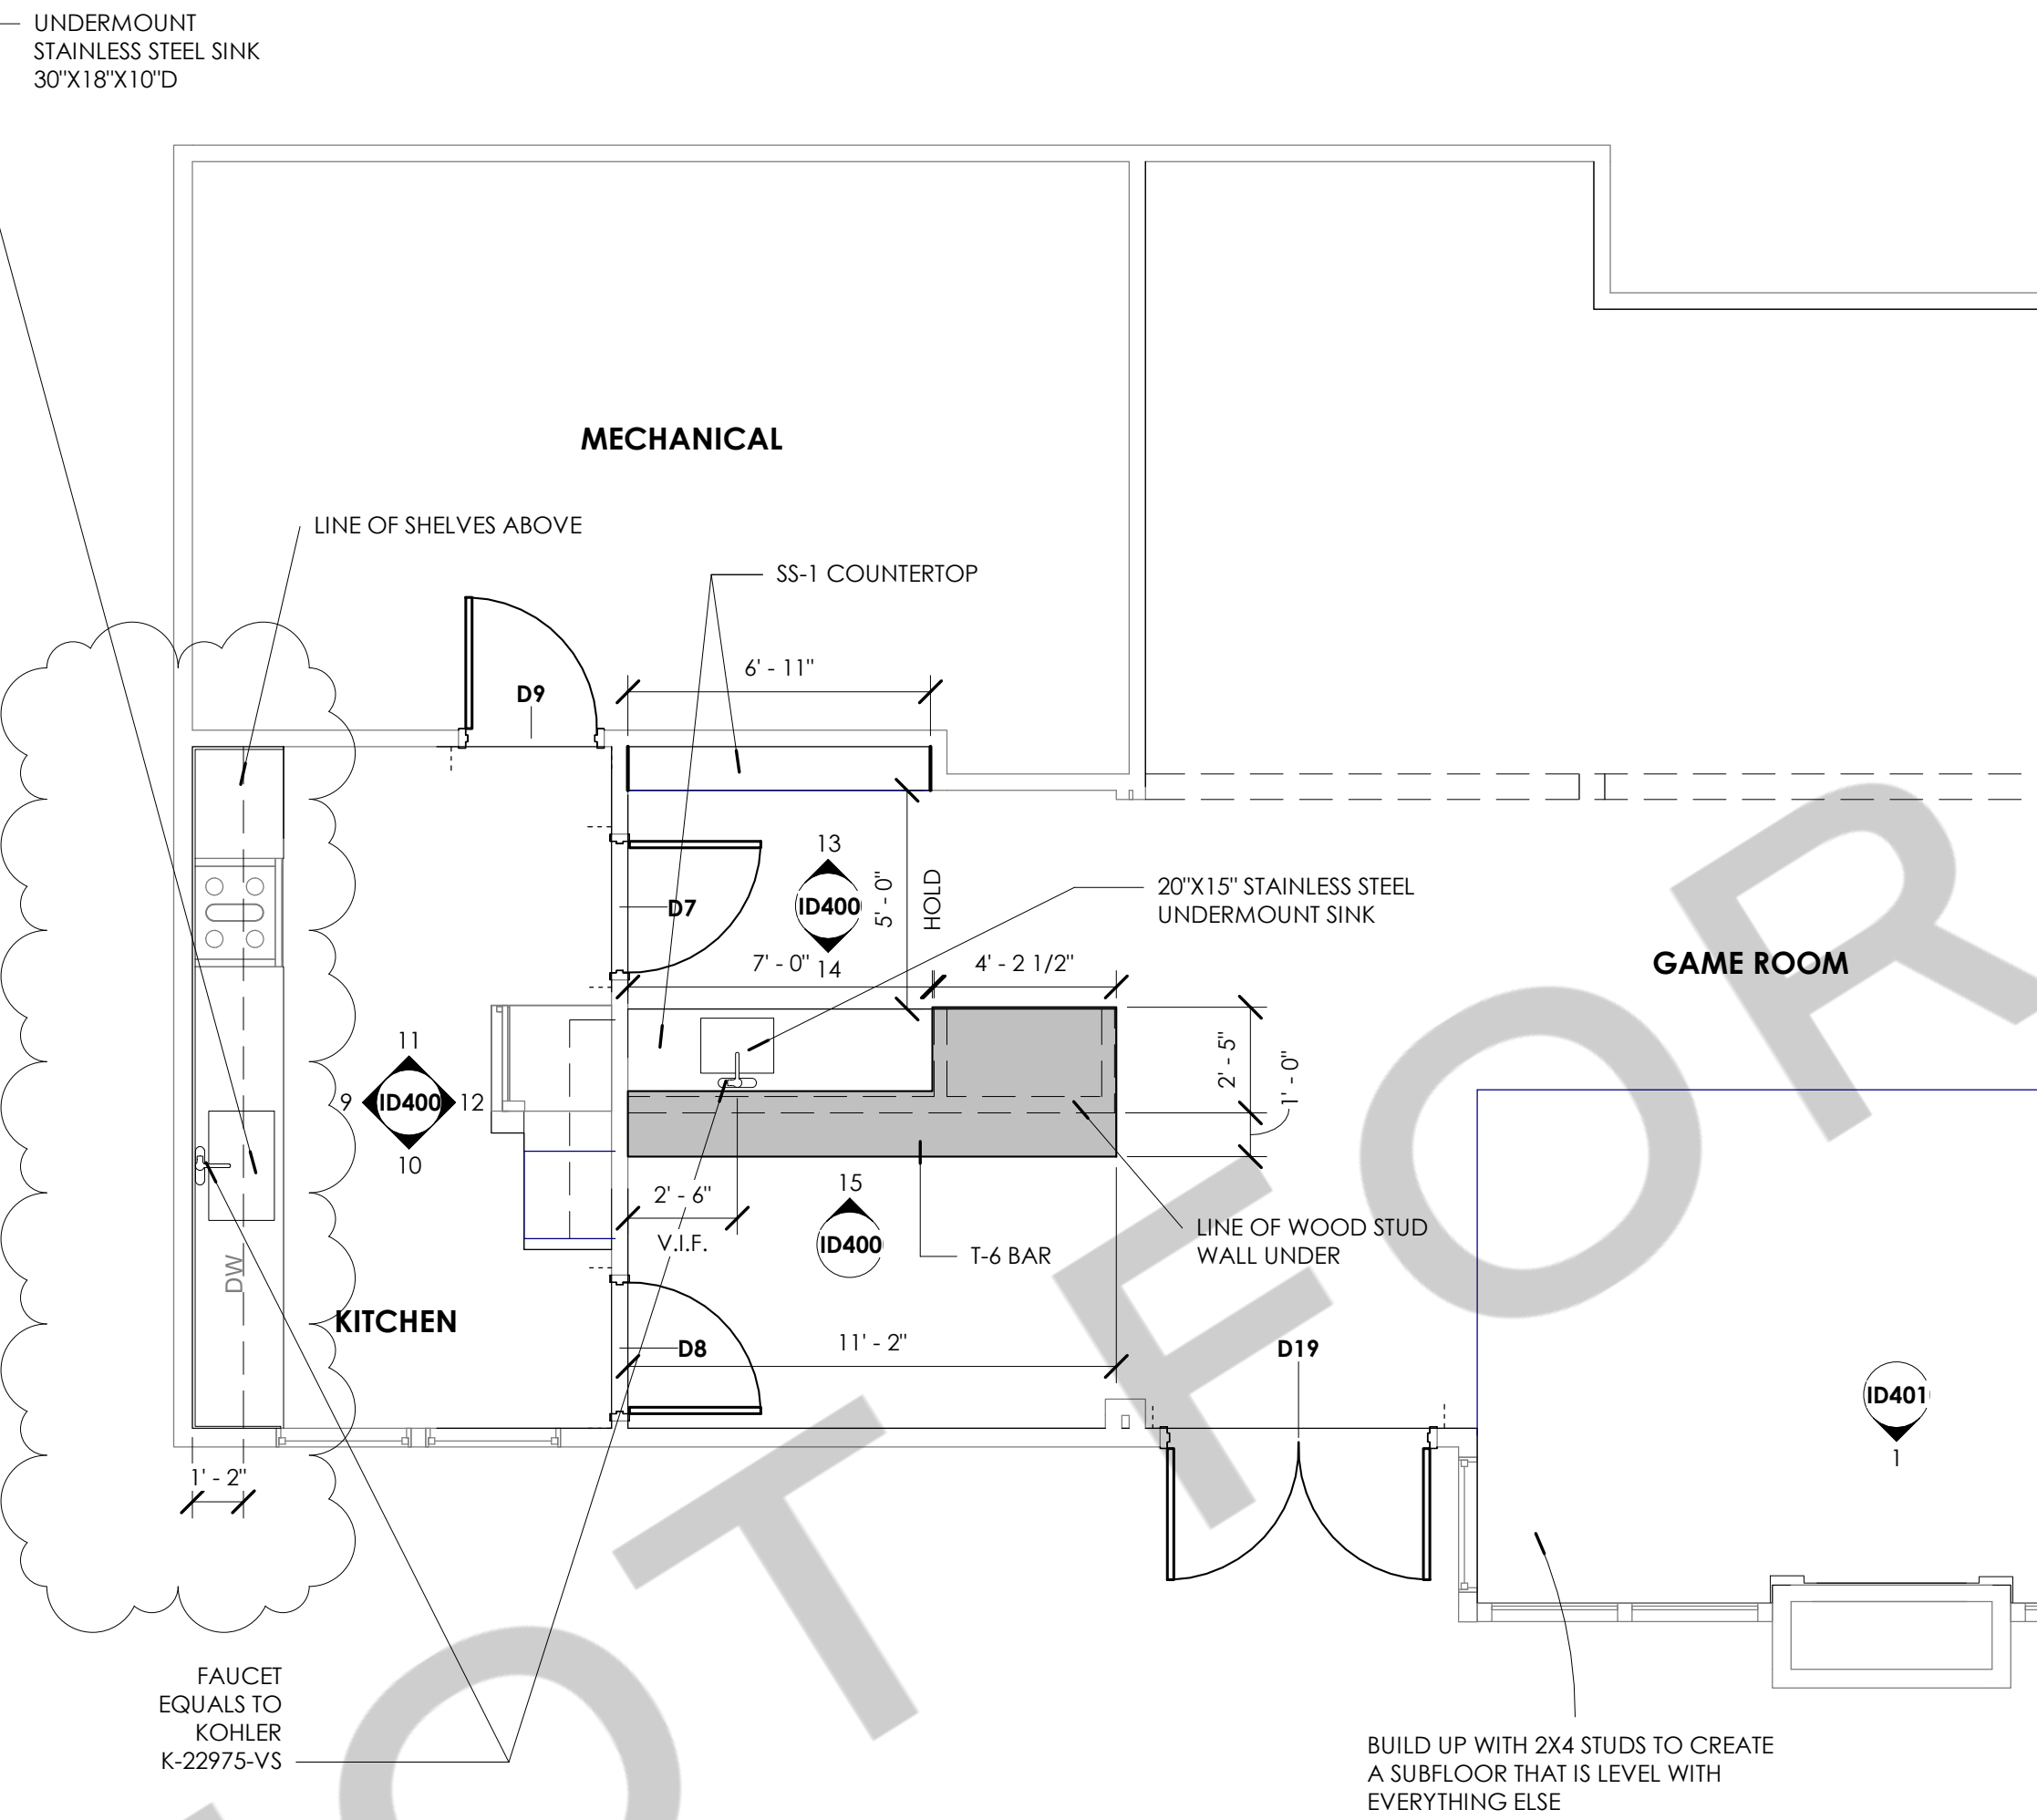 UNDERMOUNT
STAINLESS STEEL SINK
30"X18"X10"D
MECHANICAL
LINE OF SHELVES ABOVE
SS-1 COUNTERTOP
6' - 11"
D9
13
ID400
14
5' - 0"
HOLD
D7
20"X15" STAINLESS STEEL
UNDERMOUNT SINK
7' - 0"
4' - 2 1/2"
GAME ROOM
11
9
ID400
12
10
2' - 5"
1' - 0"
2' - 6"
V.I.F.
15
ID400
T-6 BAR
LINE OF WOOD STUD
WALL UNDER
DW
KITCHEN
D8
11' - 2"
D19
ID401
1
1' - 2"
FAUCET
EQUALS TO
KOHLER
K-22975-VS
BUILD UP WITH 2X4 STUDS TO CREATE
A SUBFLOOR THAT IS LEVEL WITH
EVERYTHING ELSE
OT FOR